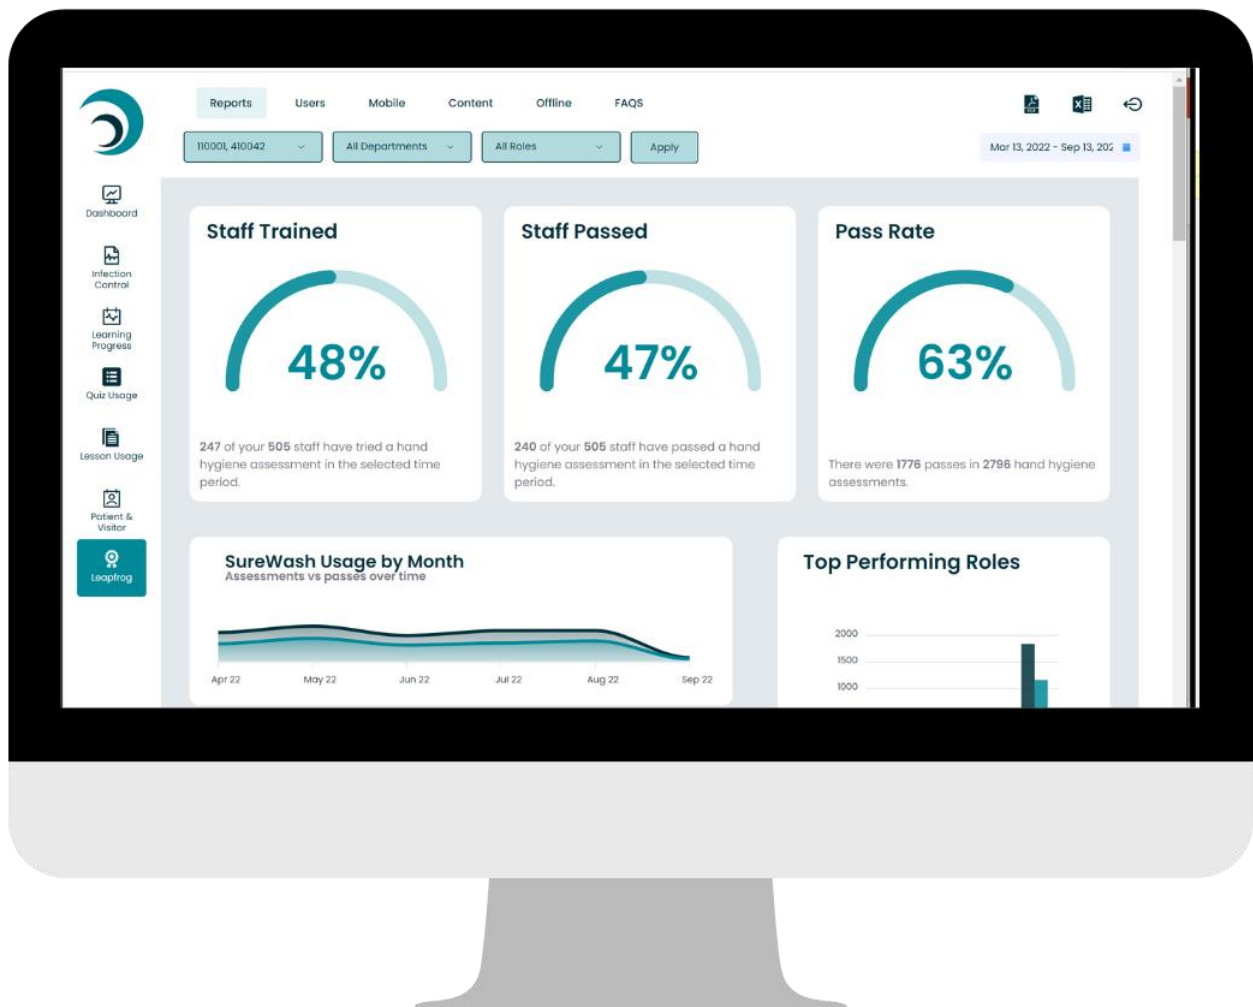 Reports Users Mobile Content Offline FAQS
110001, 410042 All Departments All Roles Apply Mar 13, 2022 - Sep 13, 202
Dashboard
Infection
Control
Learning
Progress
Quiz Usage
Lesson Usage
Patient &
Visitor
Leapfrog
Staff Trained
48%
247 of your 505 staff have tried a hand
hygiene assessment in the selected time
period.
Staff Passed
47%
240 of your 505 staff have passed a hand
hygiene assessment in the selected time
period.
Pass Rate
63%
There were 1776 passes in 2796 hand hygiene
assessments.
SureWash Usage by Month
Assessments vs passes over time
Apr 22 May 22 Jun 22 Jul 22 Aug 22 Sep 22
Top Performing Roles
2000
1500
1000